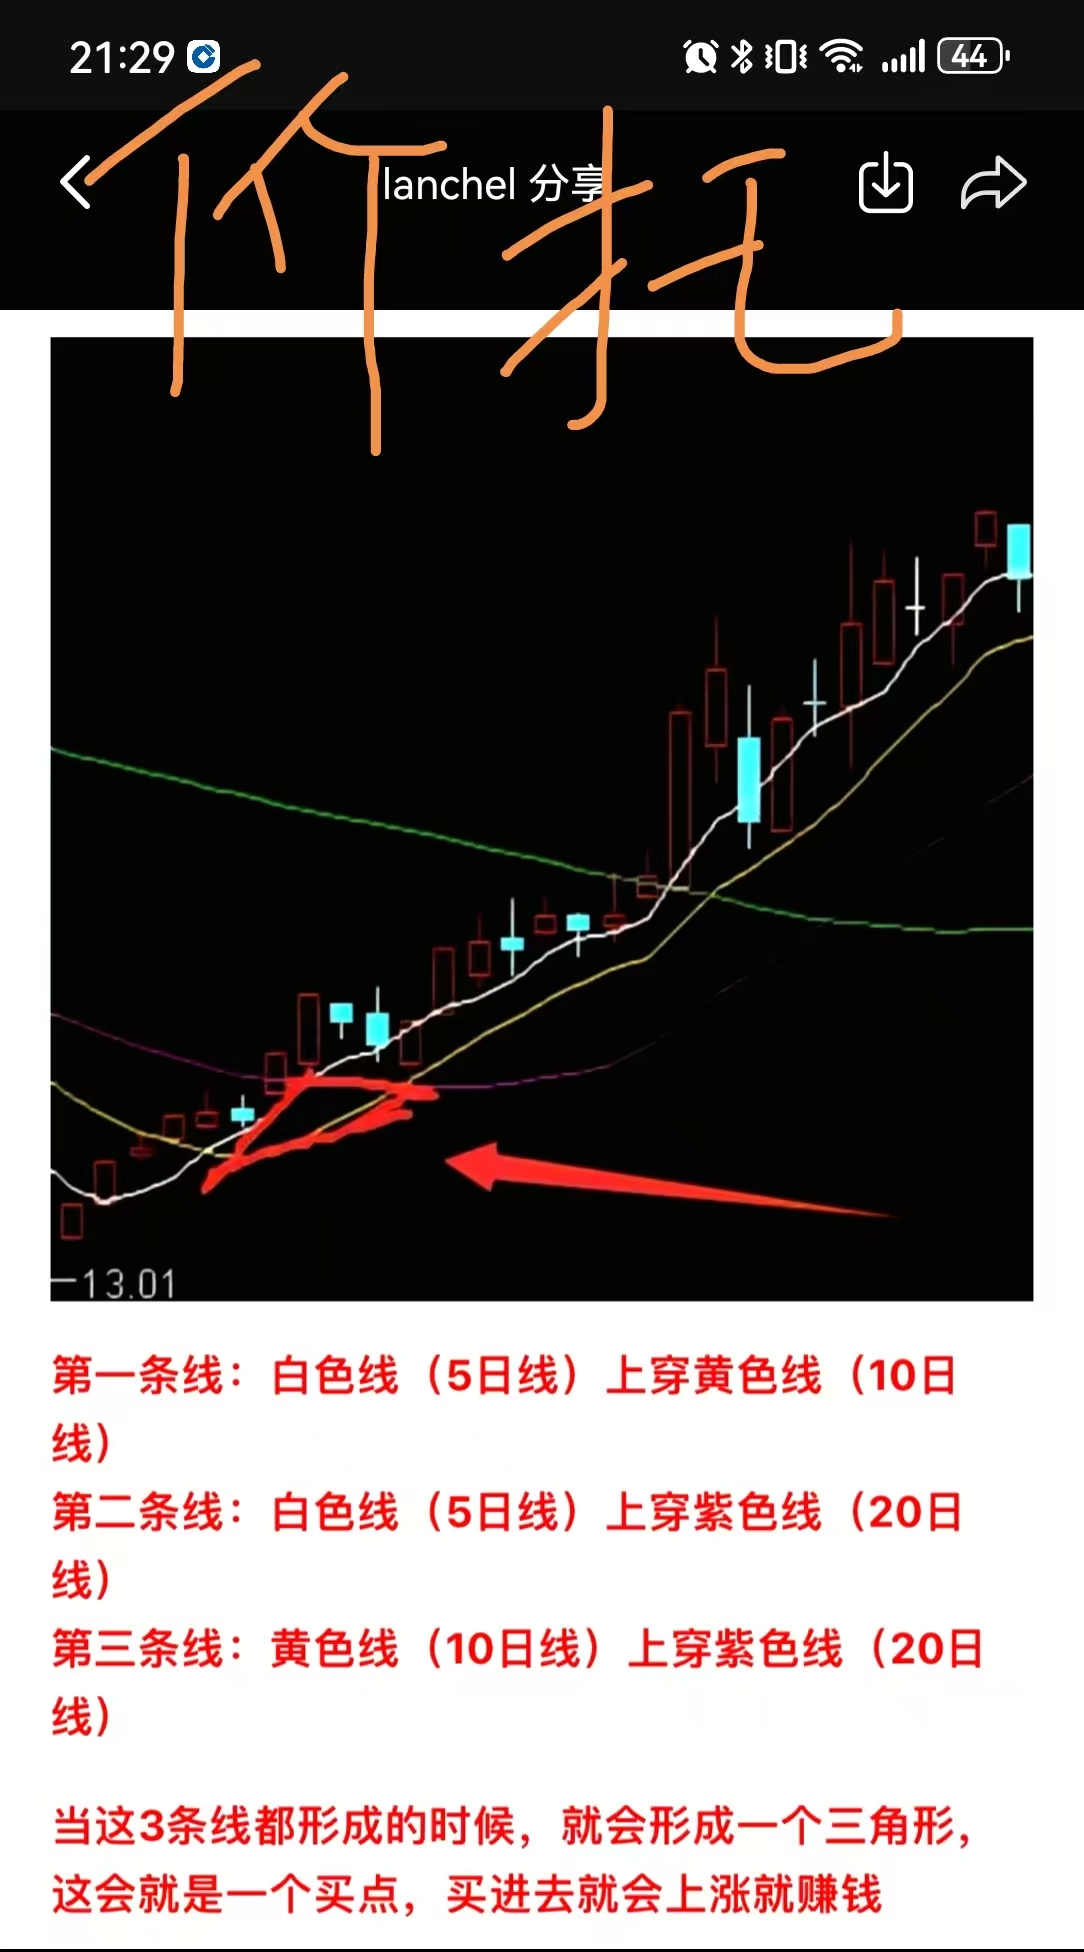 21:29
44
价托
lanchel 分享
13.01
第一条线：白色线（5日线）上穿黄色线（10日
线）
第二条线：白色线（5日线）上穿紫色线（20日
线）
第三条线：黄色线（10日线）上穿紫色线（20日
线）
当这3条线都形成的时候，就会形成一个三角形，
这会就是一个买点，买进去就会上涨就赚钱